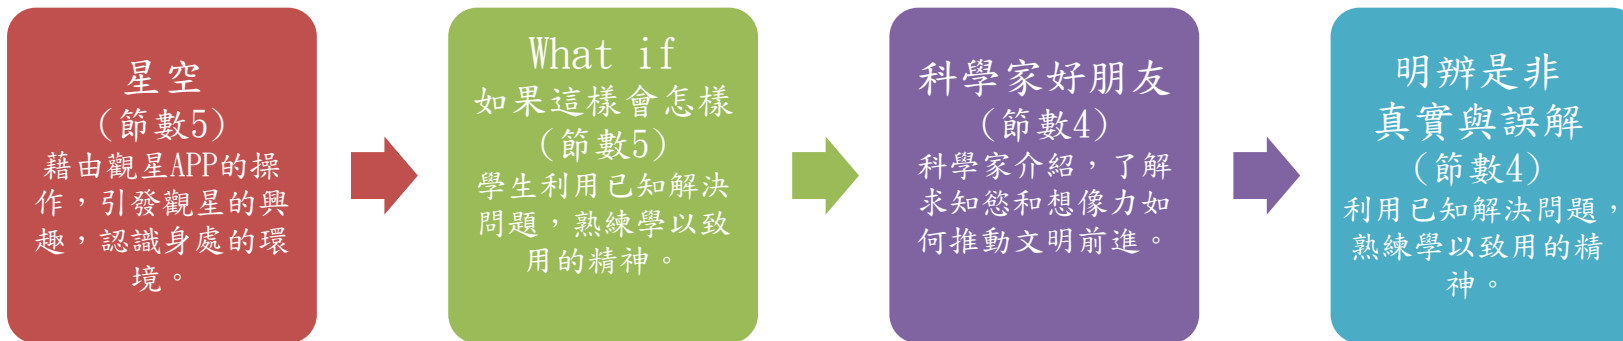 星空
(節數5)
藉由觀星APP的操
作，引發觀星的興
趣，認識身處的環
境。
What if
如果這樣會怎樣
(節數5)
學生利用已知解決
問題，熟練學以致
用的精神。
科學家好朋友
(節數4)
科學家介紹，了解
求知慾和想像力如
何推動文明前進。
明辨是非
真實與誤解
(節數4)
利用已知解決問題，
熟練學以致用的精
神。